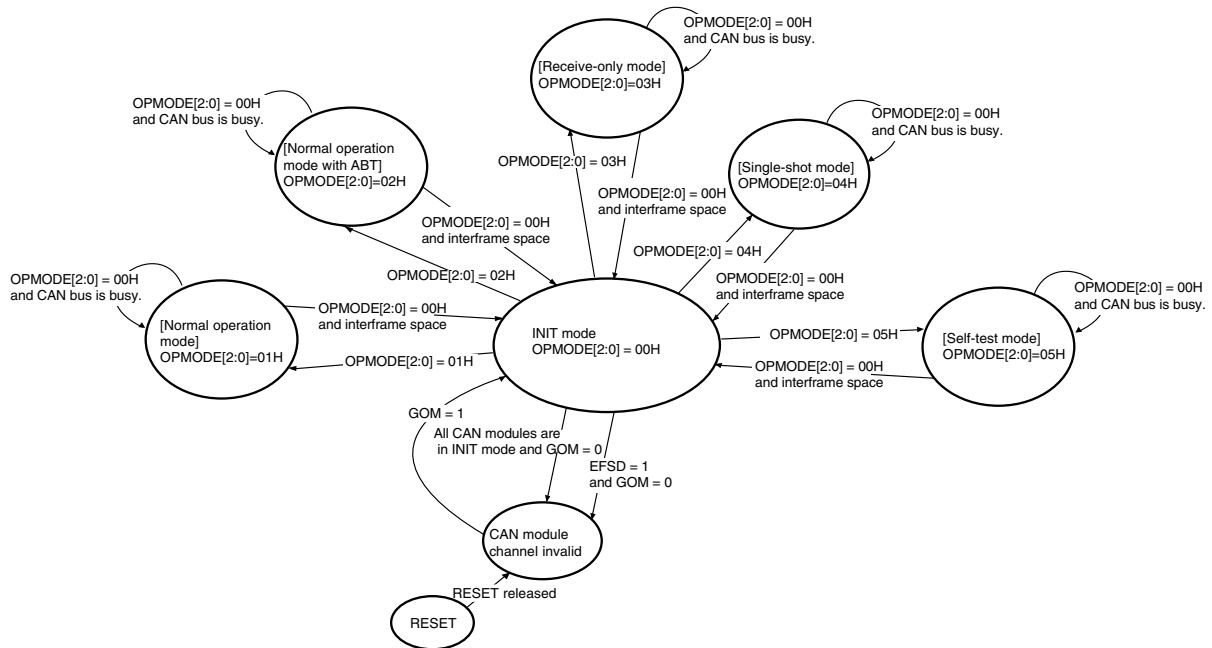 OPMODE[2:0] = 00H
and CAN bus is busy.
[Receive-only mode]
OPMODE[2:0]=03H
OPMODE[2:0] = 00H
and CAN bus is busy.
[Normal operation
mode with ABT]
OPMODE[2:0]=02H
OPMODE[2:0] = 03H
OPMODE[2:0] = 00H
and CAN bus is busy.
[Single-shot mode]
OPMODE[2:0]=04H
OPMODE[2:0] = 00H
and interframe space
OPMODE[2:0] = 00H
and interframe space
OPMODE[2:0] = 04H
OPMODE[2:0] = 02H
OPMODE[2:0] = 00H
and interframe space
OPMODE[2:0] = 00H
and CAN bus is busy.
[Normal operation
mode]
OPMODE[2:0]=01H
OPMODE[2:0] = 00H
and interframe space
OPMODE[2:0] = 01H
INIT mode
OPMODE[2:0] = 00H
OPMODE[2:0] = 05H
OPMODE[2:0] = 00H
and interframe space
OPMODE[2:0] = 00H
and CAN bus is busy.
[Self-test mode]
OPMODE[2:0]=05H
GOM = 1
All CAN modules are
in INIT mode and GOM = 0
EFSD = 1
and GOM = 0
CAN module
channel invalid
RESET released
RESET